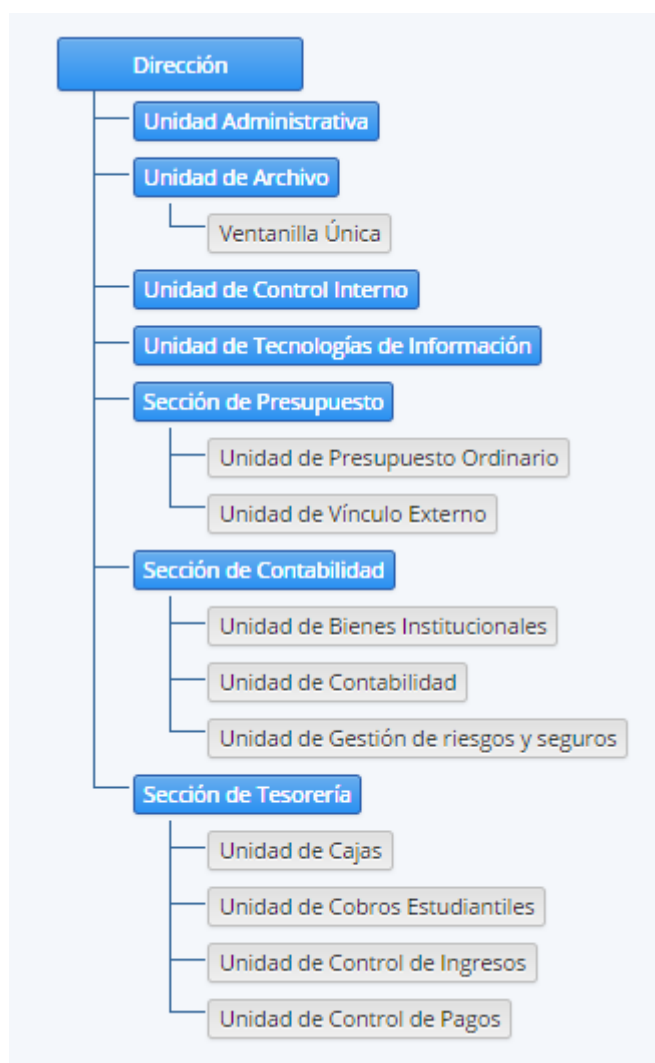 Dirección
Unidad Administrativa
Unidad de Archivo
Ventanilla Única
Unidad de Control Interno
Unidad de Tecnologías de Información
Sección de Presupuesto
Unidad de Presupuesto Ordinario
Unidad de Vínculo Externo
Sección de Contabilidad
Unidad de Bienes Institucionales
Unidad de Contabilidad
Unidad de Gestión de riesgos y seguros
Sección de Tesorería
Unidad de Cajas
Unidad de Cobros Estudiantiles
Unidad de Control de Ingresos
Unidad de Control de Pagos